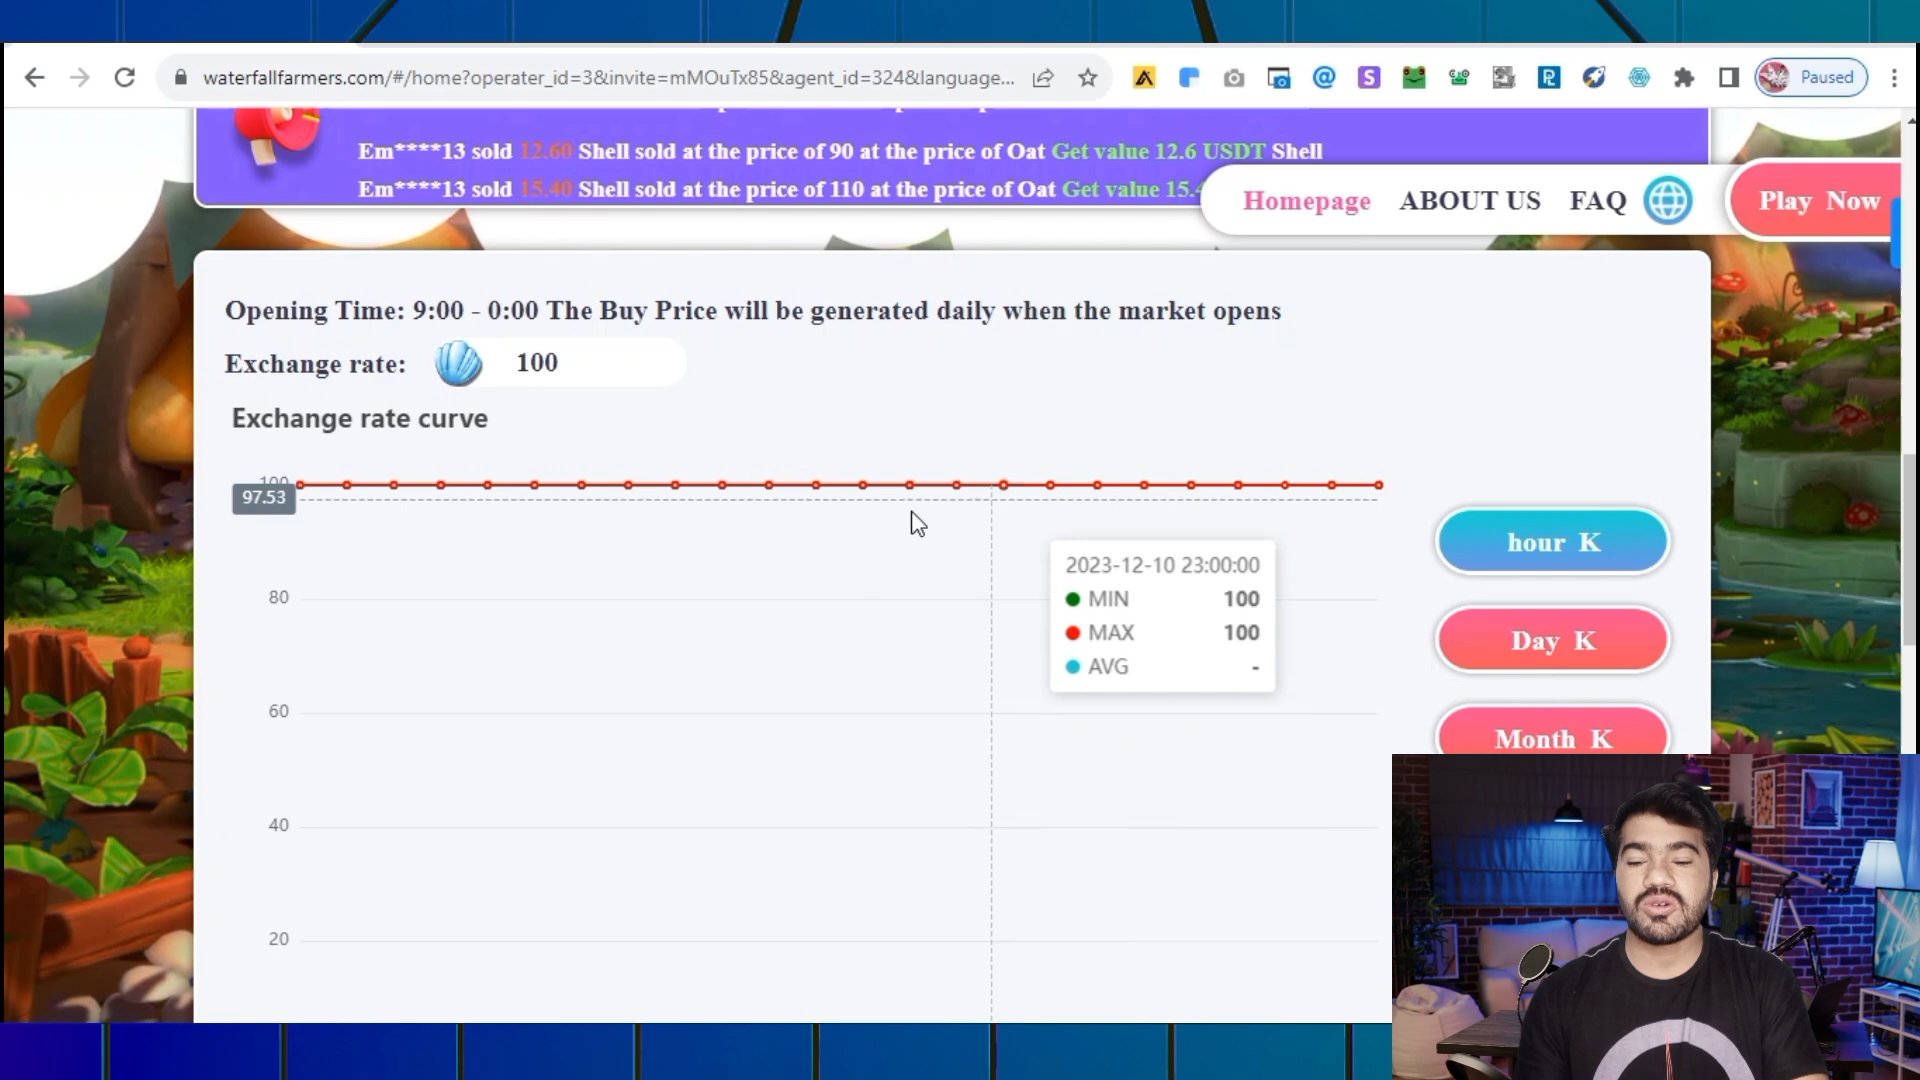 waterfallfarmers.com/#/home?operater_id=3&invite=mMOuTx85&agent_id=324&language...
Paused
Em****13 sold 12.60 Shell sold at the price of 90 at the price of Oat Get value 12.6 USDT Shell
Em****13 sold 15.40 Shell sold at the price of 110 at the price of Oat Get value 15.4
Homepage ABOUT US FAQ
Play Now
Opening Time: 9:00 - 0:00 The Buy Price will be generated daily when the market opens
Exchange rate: 100
Exchange rate curve
100
97.53
80
60
40
20
2023-12-10 23:00:00
MIN 100
MAX 100
AVG -
hour K
Day K
Month K